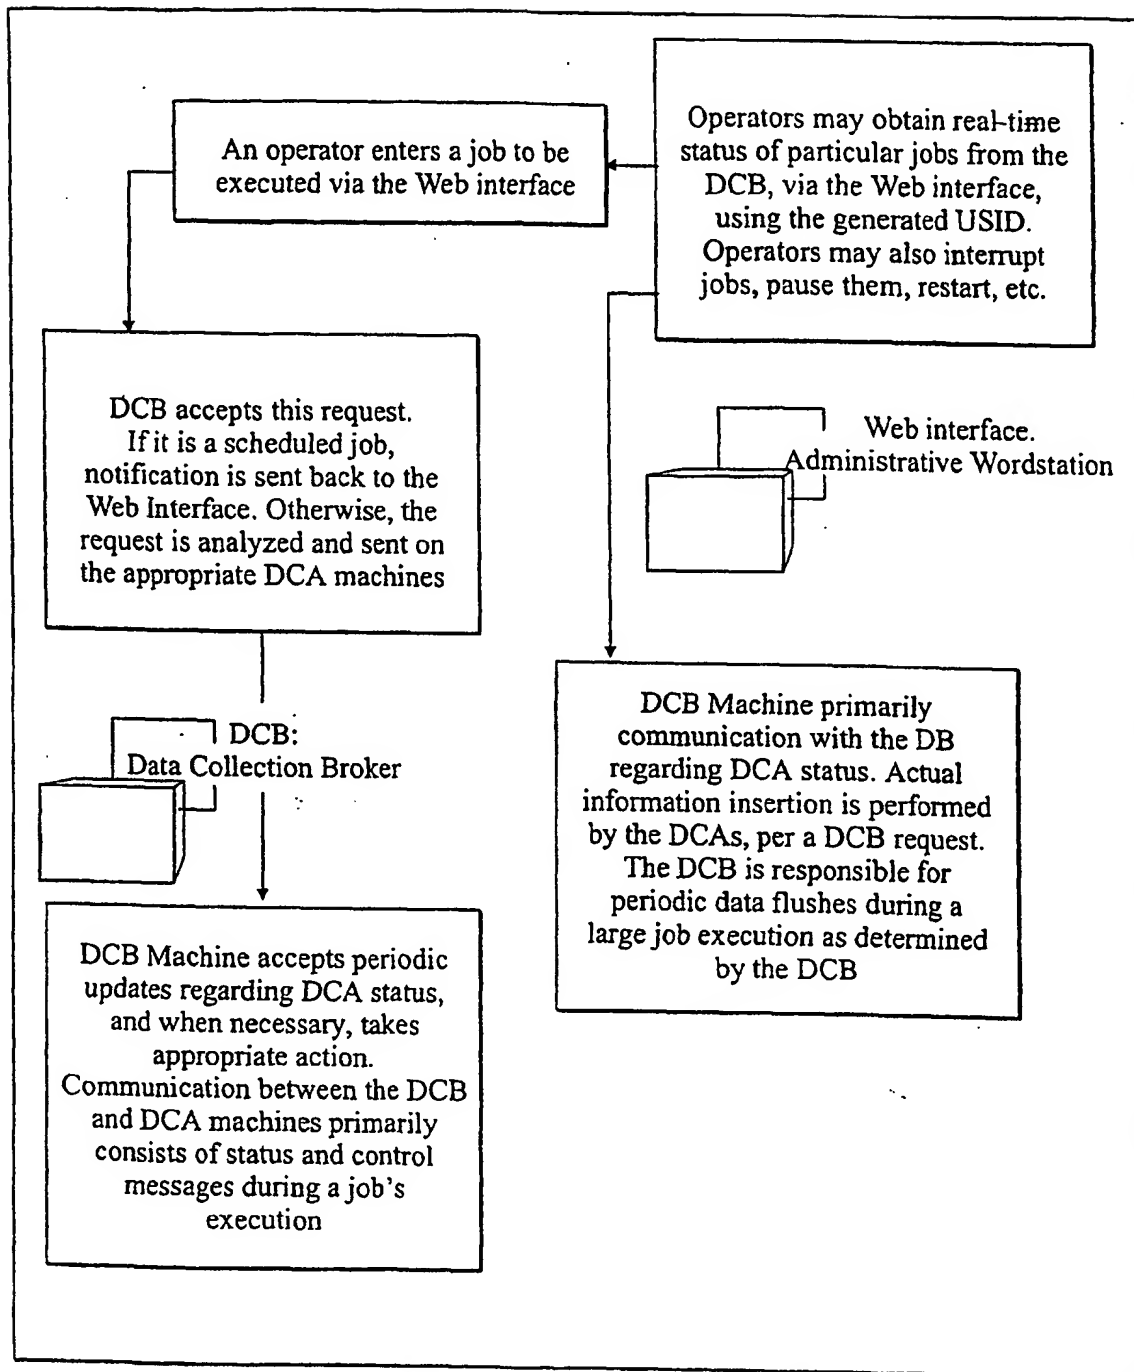 An operator enters a job to be
executed via the Web interface
Operators may obtain real-time
status of particular jobs from the
DCB, via the Web interface,
using the generated USID.
Operators may also interrupt
jobs, pause them, restart, etc.
DCB accepts this request.
If it is a scheduled job,
notification is sent back to the
Web Interface. Otherwise, the
request is analyzed and sent on
the appropriate DCA machines
Web interface.
Administrative Wordstation
DCB:
Data Collection Broker
DCB Machine primarily
communication with the DB
regarding DCA status. Actual
information insertion is performed
by the DCAs, per a DCB request.
The DCB is responsible for
periodic data flushes during a
large job execution as determined
by the DCB
DCB Machine accepts periodic
updates regarding DCA status,
and when necessary, takes
appropriate action.
Communication between the DCB
and DCA machines primarily
consists of status and control
messages during a job's
execution